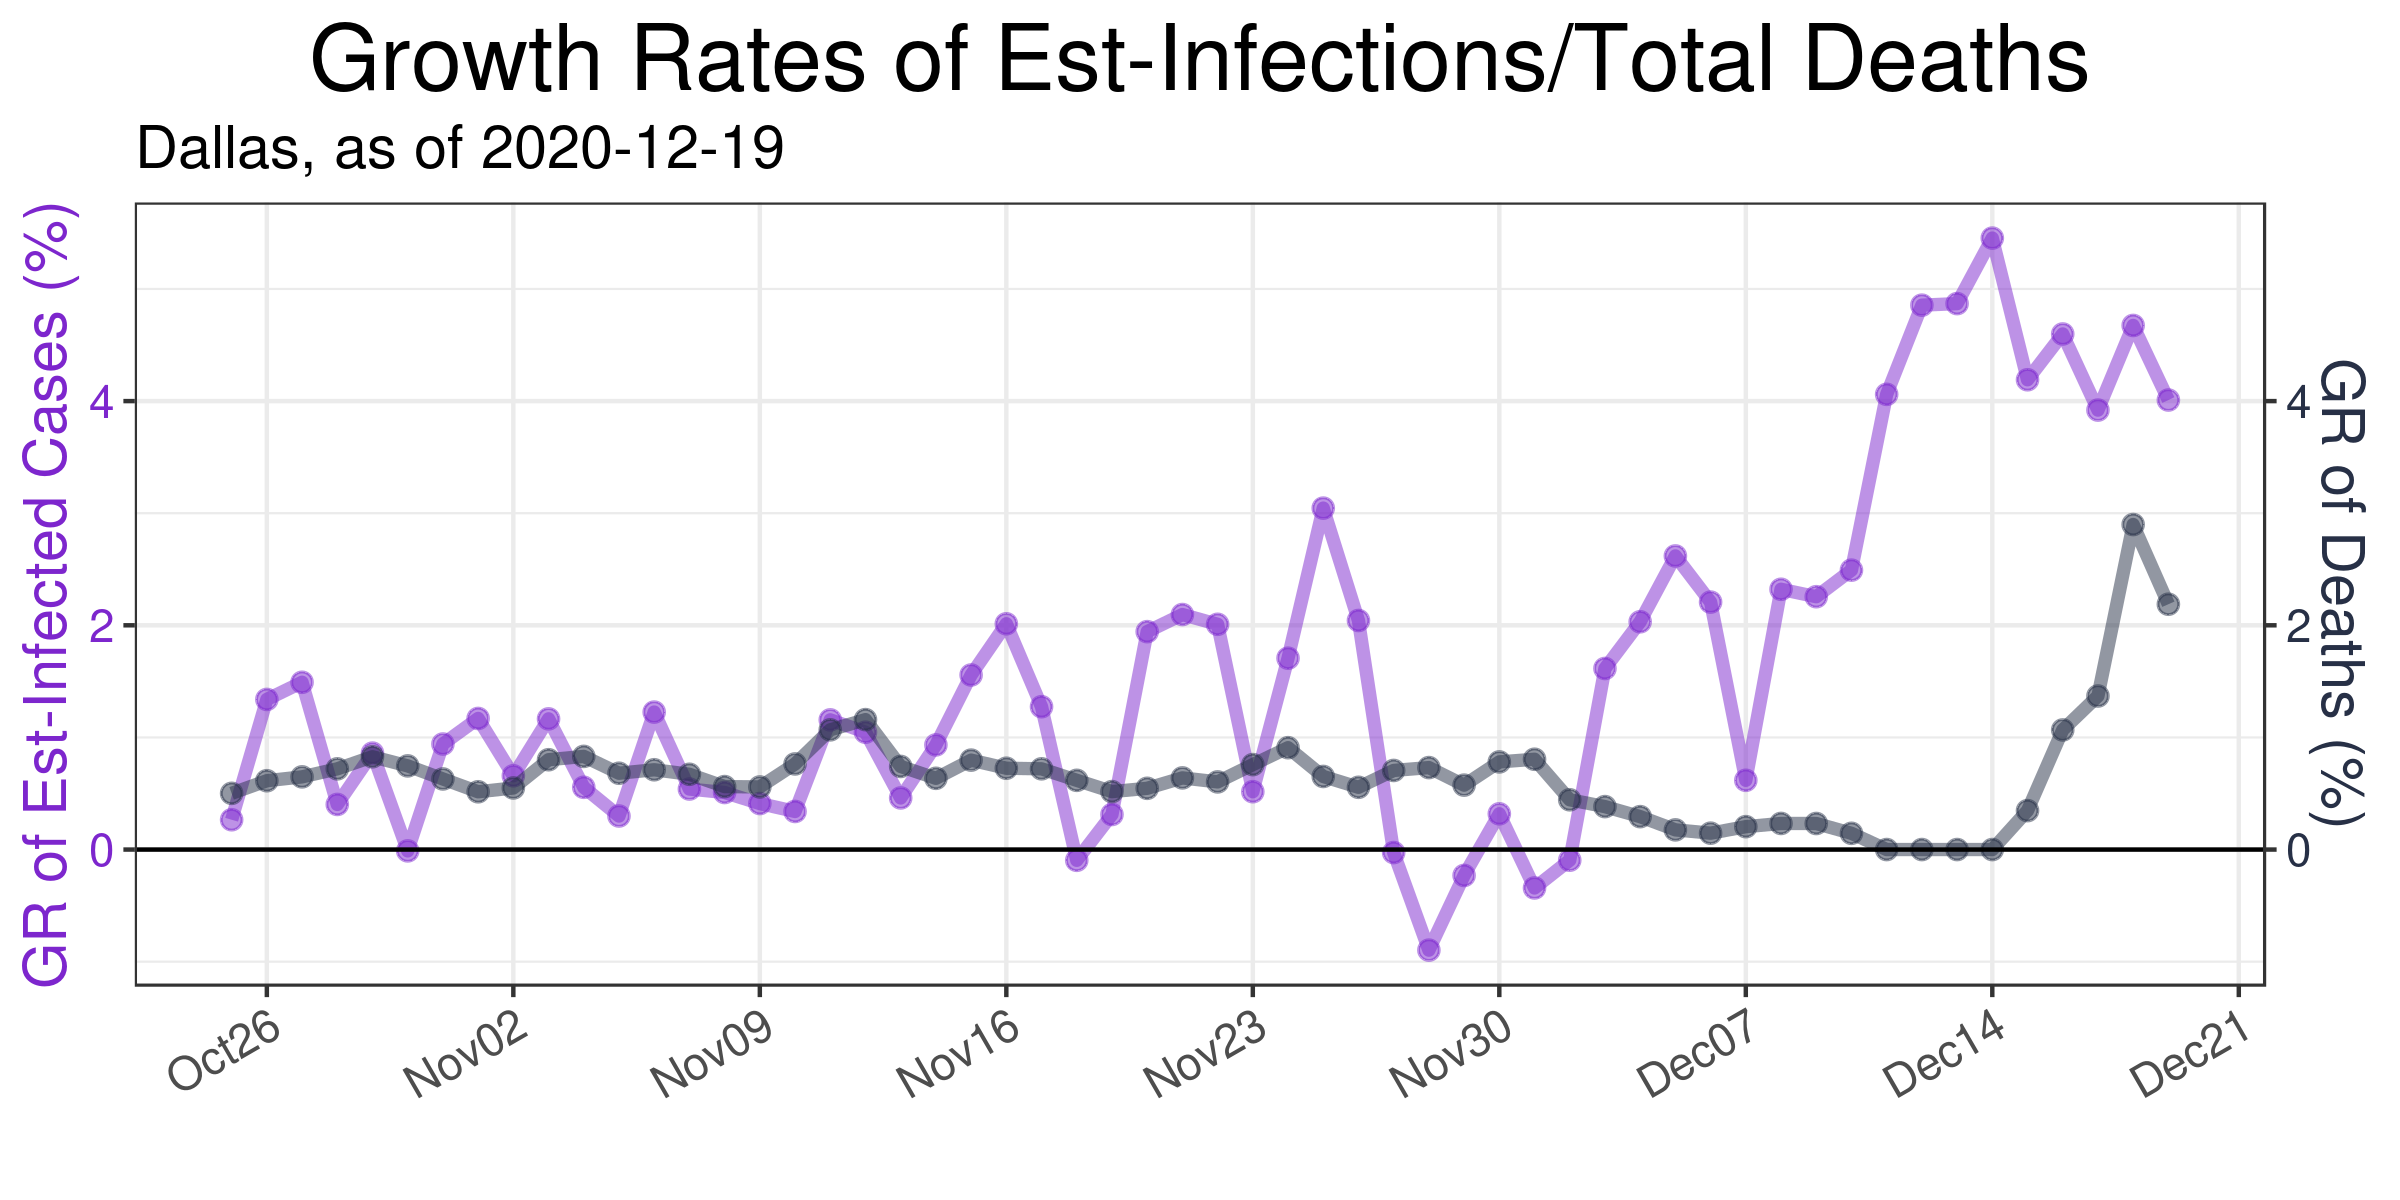 Growth Rates of Est-Infections/Total Deaths
Dallas, as of 2020-12-19
GR of Est-Infected Cases (%)
4
2
0
4
2
0
GR of Deaths (%)
Oct26
Nov02
Nov09
Nov16
Nov23
Nov30
Dec07
Dec14
Dec21